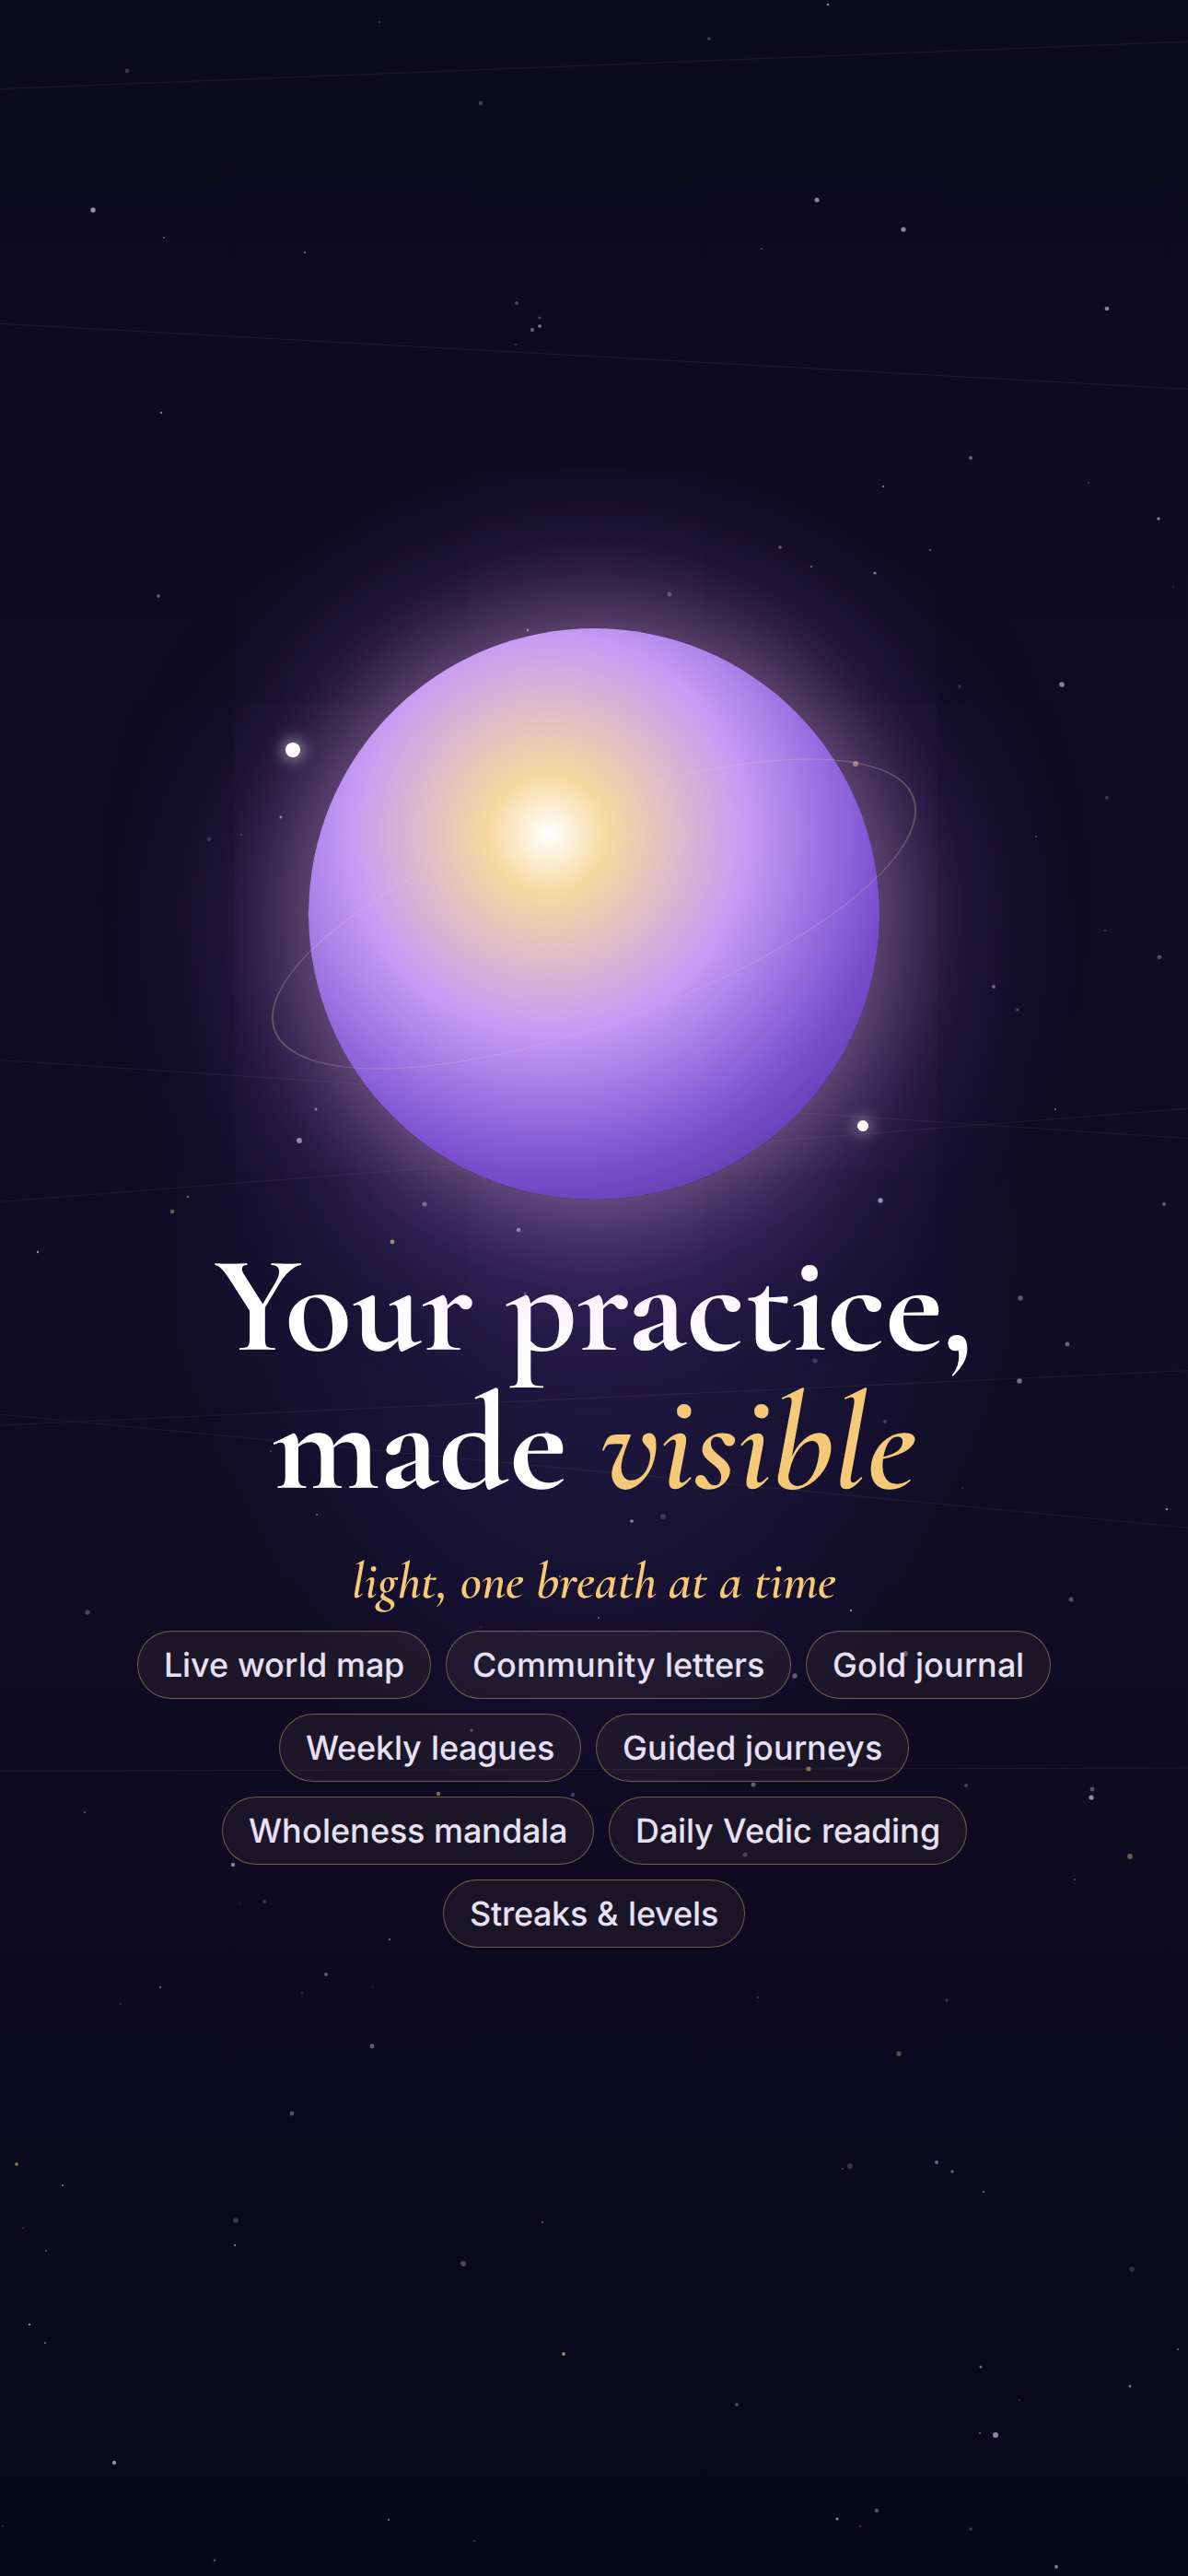 Your practice,
made visible
light, one breath at a time
Live world map Community letters Gold journal
Weekly leagues Guided journeys
Wholeness mandala Daily Vedic reading
Streaks & levels